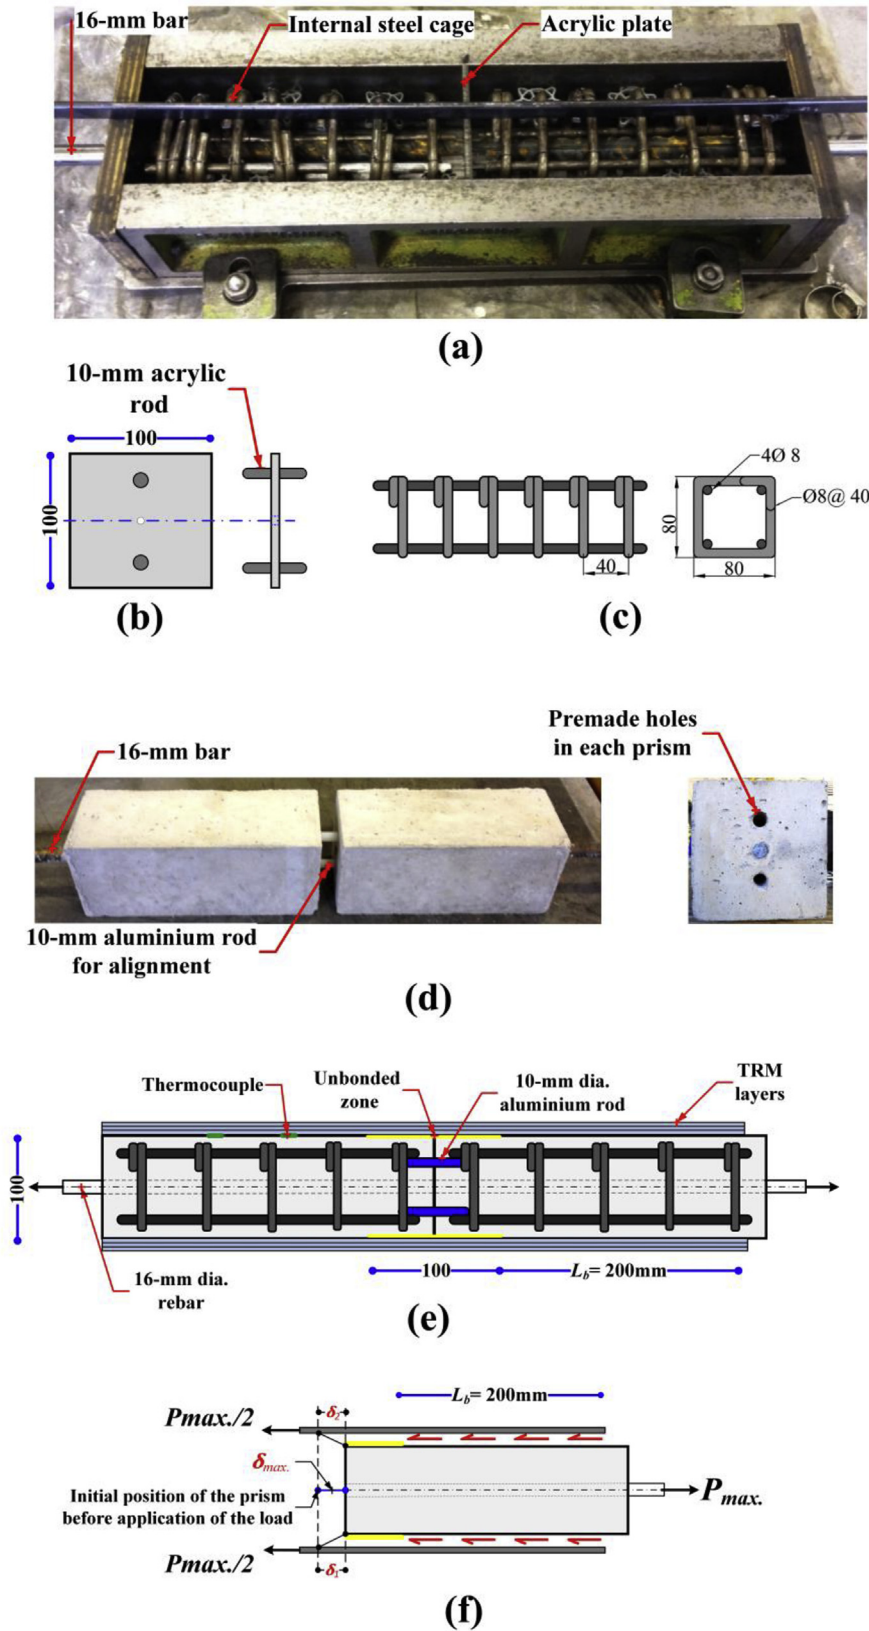 16-mm bar
Internal steel cage
Acrylic plate
(a)
10-mm acrylic
rod
100
100
(b)
4Ø 8
Ø8@ 40
80
40
80
(c)
Premade holes
in each prism
16-mm bar
10-mm aluminium rod
for alignment
(d)
Thermocouple
Unbonded
zone
10-mm dia.
aluminium rod
TRM
layers
100
16-mm dia.
rebar
100
Lb= 200mm
(e)
Lb= 200mm
Pmax./2
δ2
δmax.
Initial position of the prism
before application of the load
Pmax.
Pmax./2
δ1
(f)